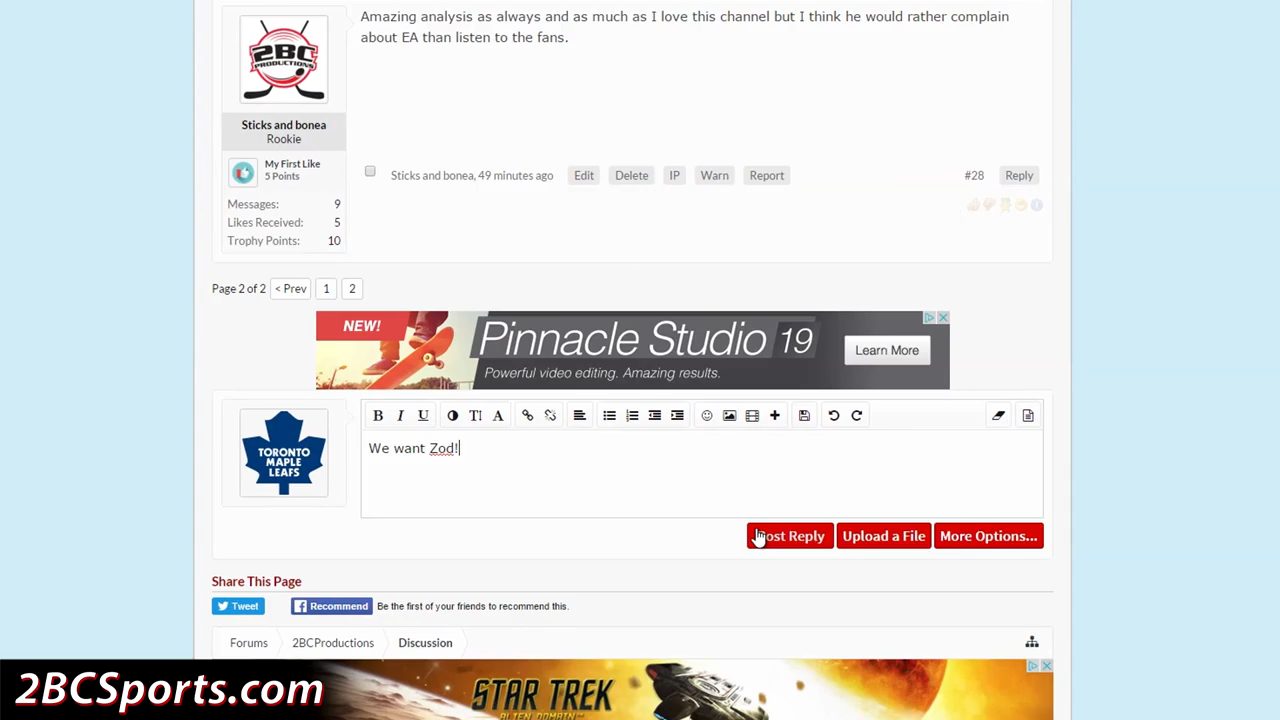 Amazing analysis as always and as much as I love this channel but I think he would rather complain
about EA than listen to the fans.
2BC
PRODUCTIONS
Sticks and bonea
Rookie
My First Like
5 Points
Messages: 9
Likes Received: 5
Trophy Points: 10
Sticks and bonea, 49 minutes ago Edit Delete IP Warn Report #28 Reply
Page 2 of 2 < Prev 1 2
NEW!
Pinnacle Studio 19
Powerful video editing. Amazing results.
Learn More
B I U
TORONTO
MAPLE
LEAFS
We want Zod!
Post Reply Upload a File More Options...
Share This Page
Tweet Recommend Be the first of your friends to recommend this.
Forums 2BCProductions Discussion
2BCSports.com
STAR TREK
ALIEN DOMAIN